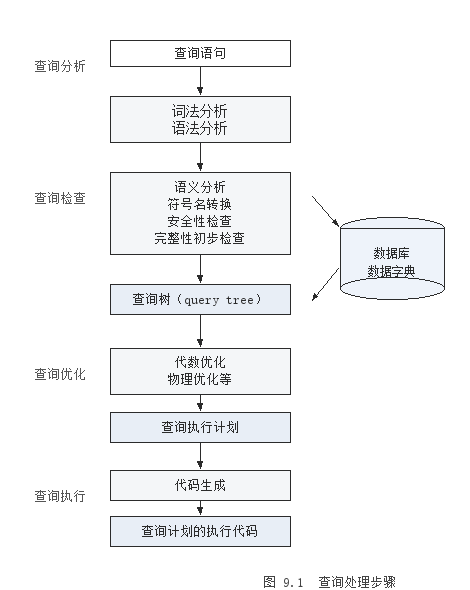 查询分析
查询语句
词法分析
语法分析
查询检查
语义分析
符号名转换
安全性检查
完整性初步检查
数据库
数据字典
查询树（query tree）
查询优化
代数优化
物理优化等
查询执行计划
查询执行
代码生成
查询计划的执行代码
图 9.1 查询处理步骤